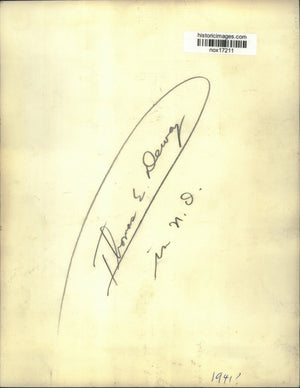 historicimages.com
nox17211
Thomas E. Dewey
in N.O.
1941?